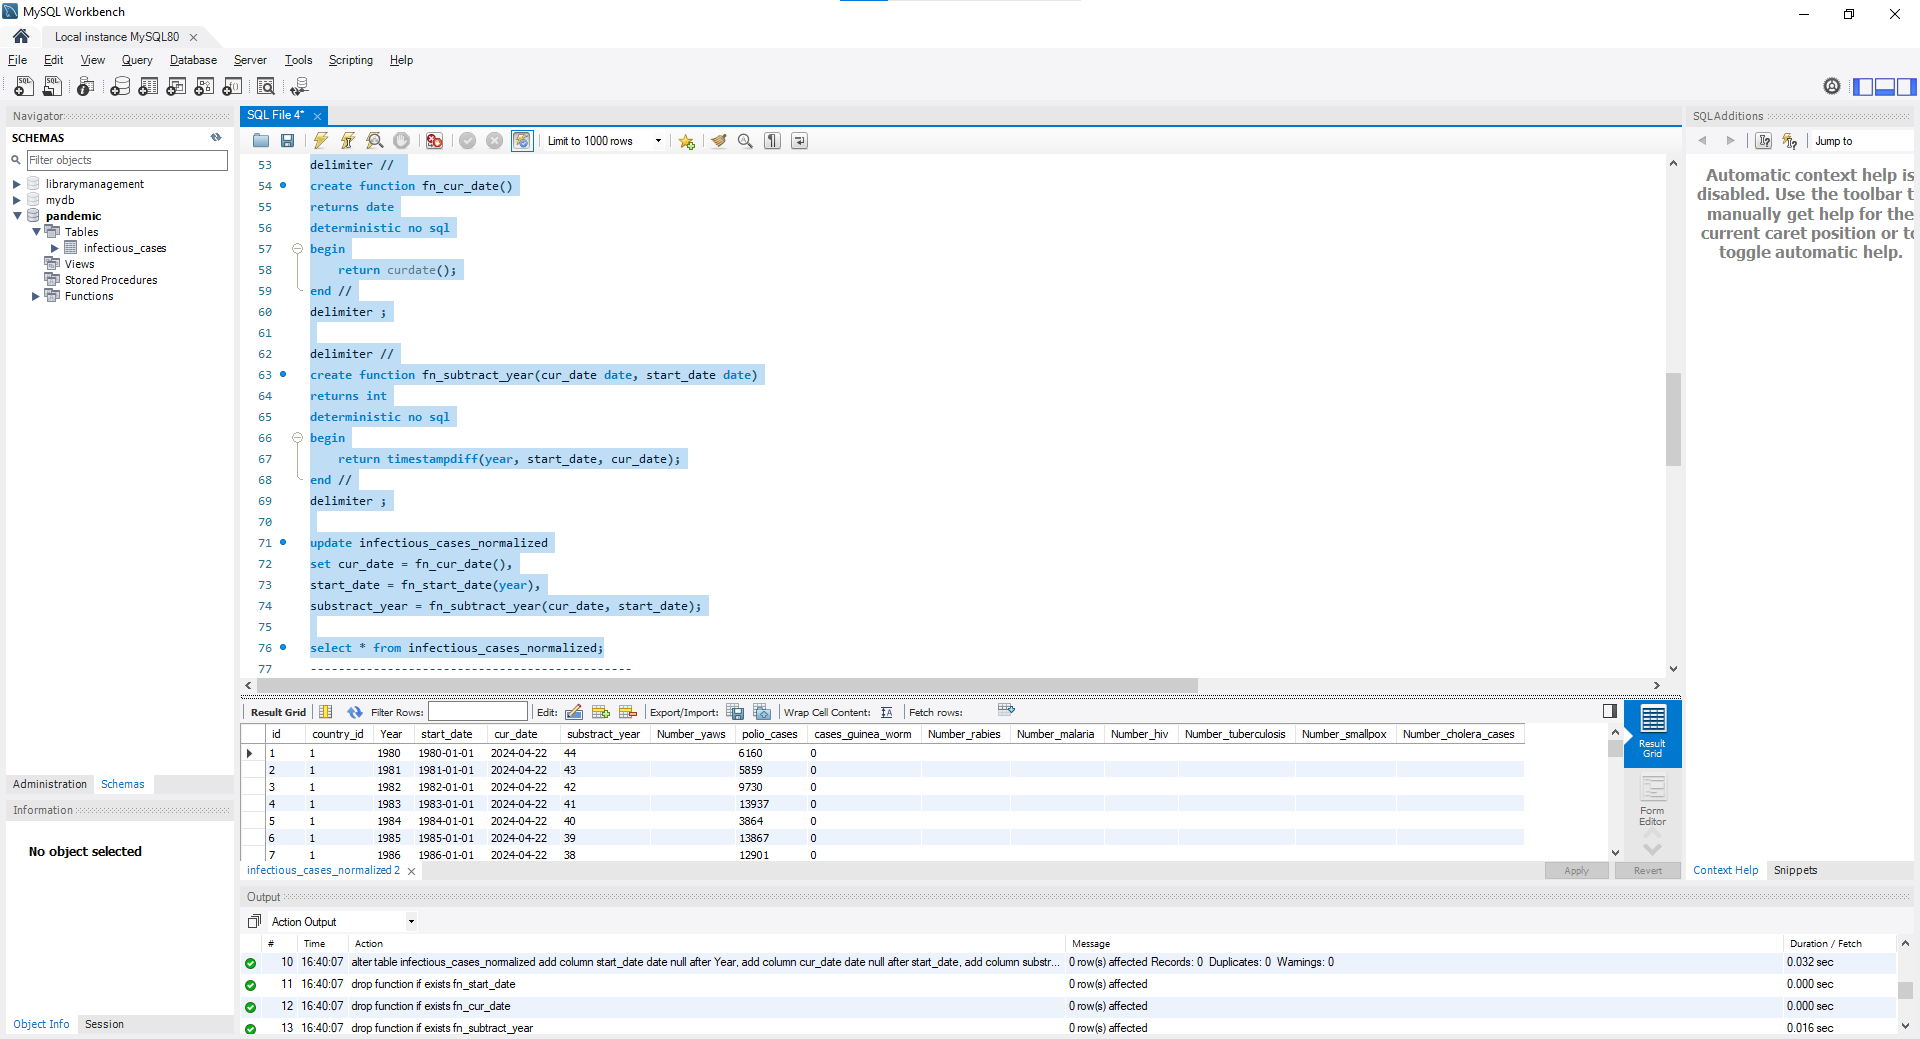 MySQL Workbench
Local instance MySQL80
File Edit View Query Database Server Tools Scripting Help
Navigator
SCHEMAS
Filter objects
librarymanagement
mydb
pandemic
Tables
infectious_cases
Views
Stored Procedures
Functions
Administration Schemas
Information
No object selected
Object Info Session
SQL File 4*
Limit to 1000 rows
53 delimiter //
54 create function fn_cur_date()
55 returns date
56 deterministic no sql
57 begin
58 return curdate();
59 end //
60 delimiter ;
61
62 delimiter //
63 create function fn_subtract_year(cur_date date, start_date date)
64 returns int
65 deterministic no sql
66 begin
67 return timestampdiff(year, start_date, cur_date);
68 end //
69 delimiter ;
70
71 update infectious_cases_normalized
72 set cur_date = fn_cur_date(),
73 start_date = fn_start_date(year),
74 substract_year = fn_subtract_year(cur_date, start_date);
75
76 select * from infectious_cases_normalized;
77 ----------------------------------------------
Result Grid Filter Rows: Edit: Export/Import: Wrap Cell Content: Fetch rows:
id country_id Year start_date cur_date substract_year Number_yaws polio_cases cases_guinea_worm Number_rabies Number_malaria Number_hiv Number_tuberculosis Number_smallpox Number_cholera_cases
1 1 1980 1980-01-01 2024-04-22 44 6160 0
2 1 1981 1981-01-01 2024-04-22 43 5859 0
3 1 1982 1982-01-01 2024-04-22 42 9730 0
4 1 1983 1983-01-01 2024-04-22 41 13937 0
5 1 1984 1984-01-01 2024-04-22 40 3864 0
6 1 1985 1985-01-01 2024-04-22 39 13867 0
7 1 1986 1986-01-01 2024-04-22 38 12901 0
Result
Grid
Form
Editor
infectious_cases_normalized 2
Apply Revert
Output
Action Output
# Time Action Message Duration / Fetch
10 16:40:07 alter table infectious_cases_normalized add column start_date date null after Year, add column cur_date date null after start_date, add column substr... 0 row(s) affected Records: 0 Duplicates: 0 Warnings: 0 0.032 sec
11 16:40:07 drop function if exists fn_start_date 0 row(s) affected 0.000 sec
12 16:40:07 drop function if exists fn_cur_date 0 row(s) affected 0.000 sec
13 16:40:07 drop function if exists fn_subtract_year 0 row(s) affected 0.016 sec
SQLAdditions
Jump to
Automatic context help is
disabled. Use the toolbar t
manually get help for the
current caret position or to
toggle automatic help.
Context Help Snippets